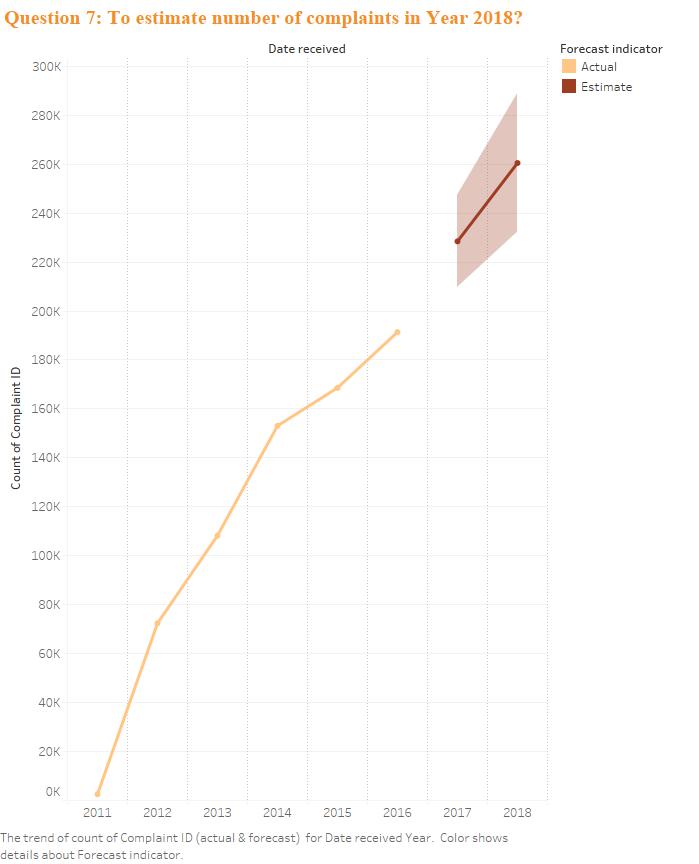 Question 7: To estimate number of complaints in Year 2018?
Date received
Forecast indicator
Actual
Estimate
300K
280K
260K
240K
220K
200K
180K
160K
140K
120K
100K
80K
60K
40K
20K
0K
Count of Complaint ID
2011 2012 2013 2014 2015 2016 2017 2018
The trend of count of Complaint ID (actual & forecast) for Date received Year. Color shows
details about Forecast indicator.